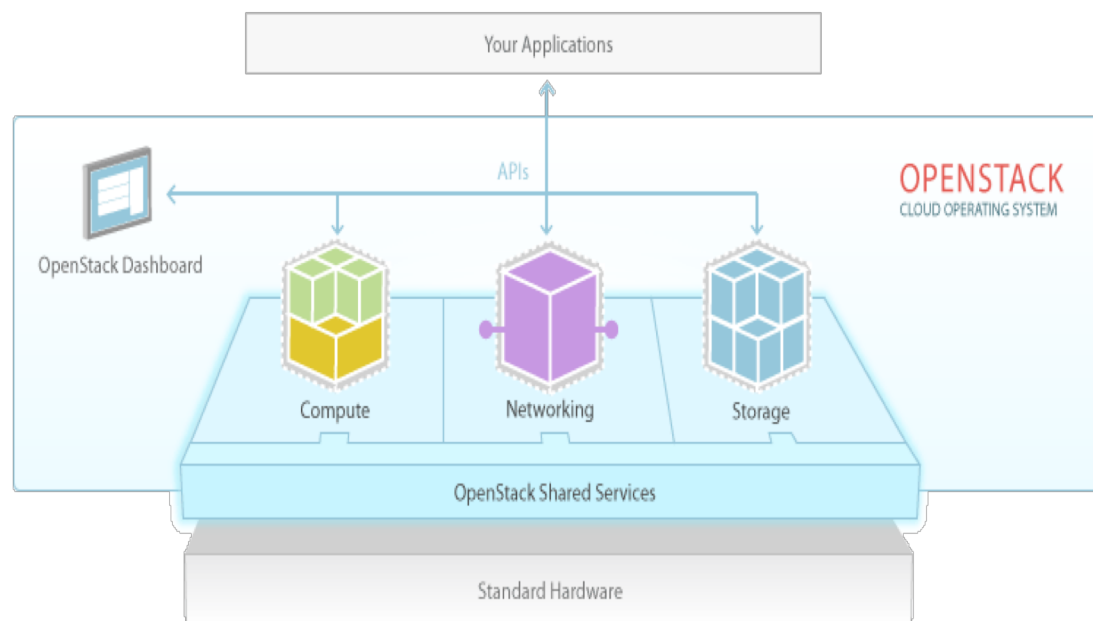 Your Applications
APIs
OPENSTACK
CLOUD OPERATING SYSTEM
OpenStack Dashboard
Compute
Networking
Storage
OpenStack Shared Services
Standard Hardware